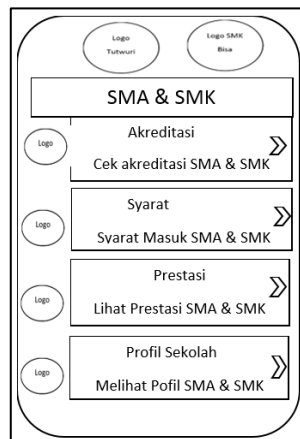 Logo
Tutwuri
Logo SMK
Bisa
SMA & SMK
Logo
Akreditasi
Cek akreditasi SMA & SMK
Logo
Syarat
Syarat Masuk SMA & SMK
Logo
Prestasi
Lihat Prestasi SMA & SMK
Logo
Profil Sekolah
Melihat Pofil SMA & SMK